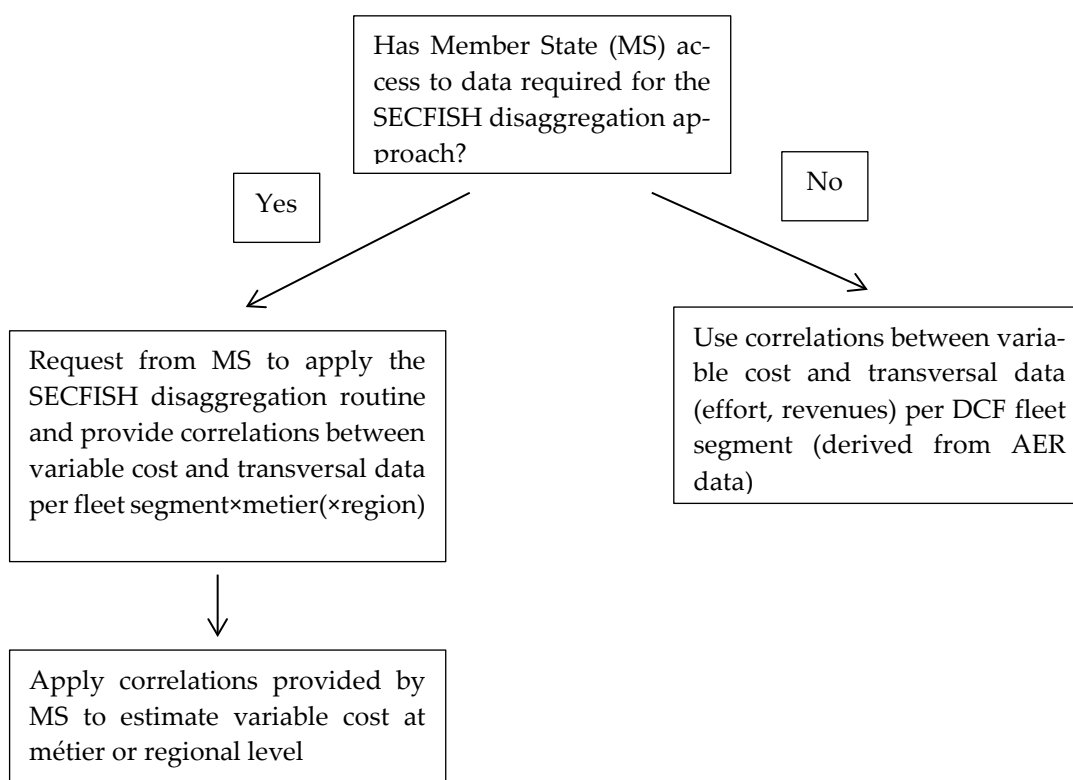 Has Member State (MS) ac-
cess to data required for the
SECFISH disaggregation ap-
proach?
Yes
No
Request from MS to apply the
SECFISH disaggregation routine
and provide correlations between
variable cost and transversal data
per fleet segment×metier(×region)
Use correlations between varia-
ble cost and transversal data
(effort, revenues) per DCF fleet
segment (derived from AER
data)
Apply correlations provided by
MS to estimate variable cost at
métier or regional level